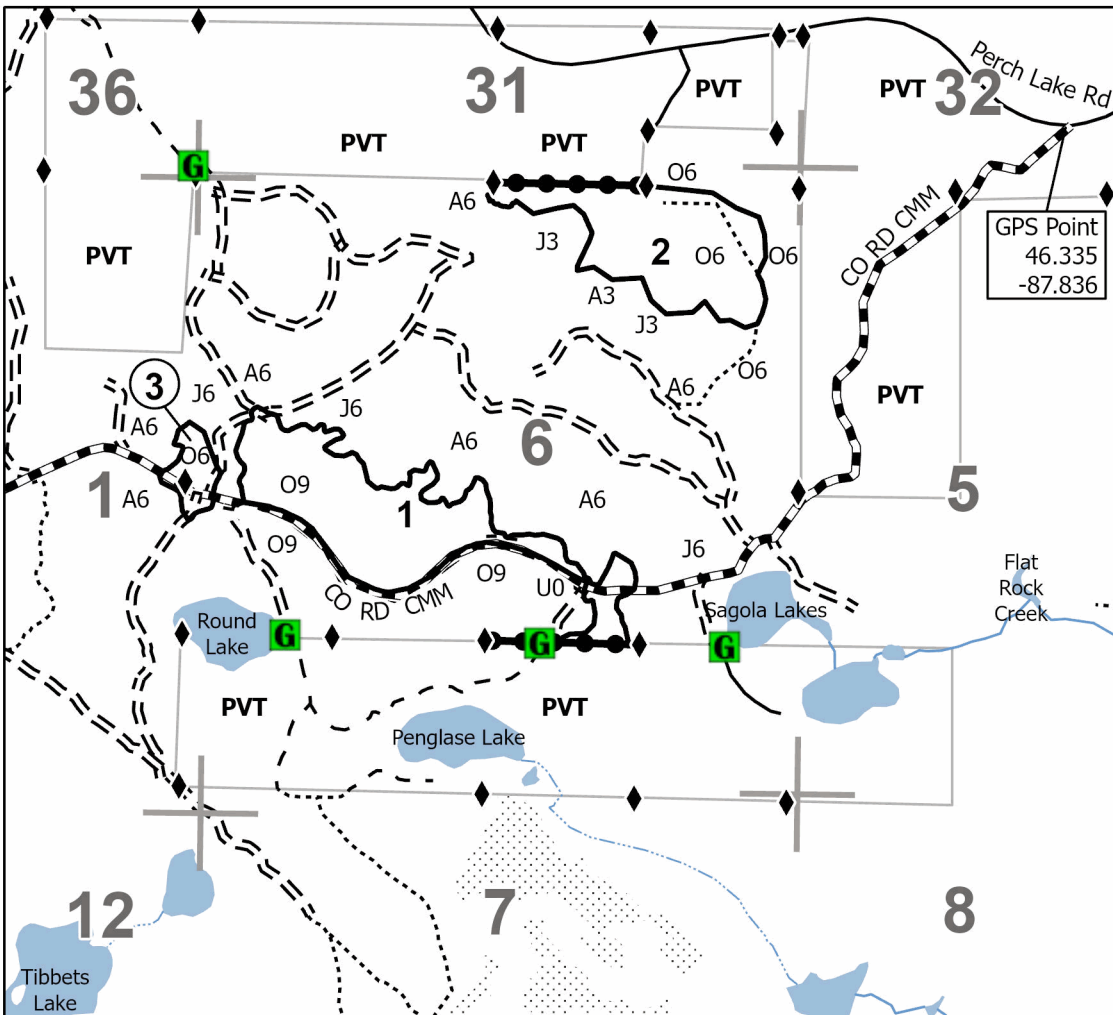 36
31
32
Perch Lake Rd
PVT
PVT
PVT
PVT
G
O6
A6
PVT
J3
2
O6
O6
CO RD CMM
GPS Point
46.335
-87.836
A3
J3
3
A6
J6
J6
A6
O6
A6
PVT
A6
O6
6
1
A6
O9
1
A6
5
O9
O9
J6
CO RD CMM
U0
Flat
Rock
Creek
Round
Lake
G
G
Sagola Lakes
G
PVT
PVT
Penglase Lake
12
7
8
Tibbets
Lake